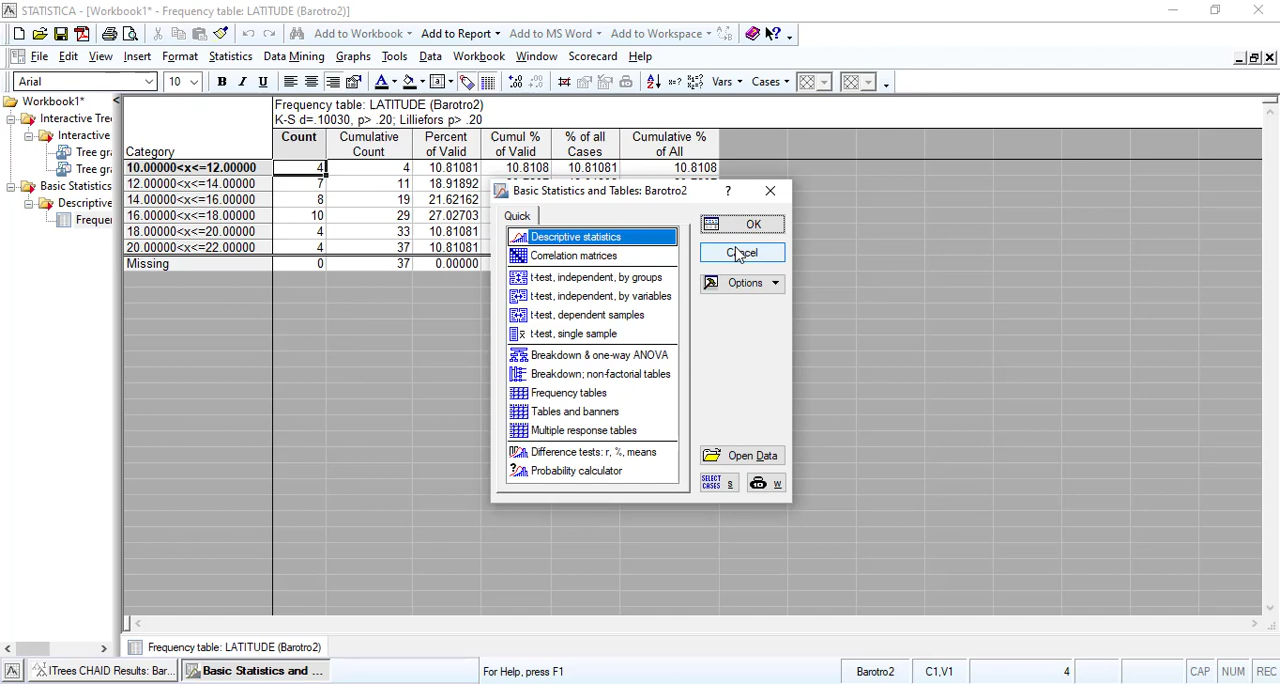 STATISTICA - [Workbook1* - Frequency table: LATITUDE (Barotro2)]
Add to Workbook Add to Report Add to MS Word Add to Workspace
File Edit View Insert Format Statistics Data Mining Graphs Tools Data Workbook Window Scorecard Help
Arial 10 B I U Vars Cases
Workbook1*
Interactive Tre
Interactive
Tree gr
Tree gr
Basic Statistics
Descriptive
Freque
Frequency table: LATITUDE (Barotro2)
K-S d=.10030, p> .20; Lilliefors p> .20
Category Count Cumulative Count Percent of Valid Cumul % of Valid % of all Cases Cumulative % of All
10.00000<x<=12.00000 4 4 10.81081 10.8108 10.81081 10.8108
12.00000<x<=14.00000 7 11 18.91892
14.00000<x<=16.00000 8 19 21.62162
16.00000<x<=18.00000 10 29 27.02703
18.00000<x<=20.00000 4 33 10.81081
20.00000<x<=22.00000 4 37 10.81081
Missing 0 37 0.00000
Basic Statistics and Tables: Barotro2 ?
Quick
Descriptive statistics
Correlation matrices
t-test, independent, by groups
t-test, independent, by variables
t-test, dependent samples
t-test, single sample
Breakdown & one-way ANOVA
Breakdown; non-factorial tables
Frequency tables
Tables and banners
Multiple response tables
Difference tests: r, %, means
Probability calculator
OK
Options
Open Data
SELECT CASES S W
Frequency table: LATITUDE (Barotro2)
ITrees CHAID Results: Bar... Basic Statistics and ... For Help, press F1 Barotro2 C1,V1 4 CAP NUM REC